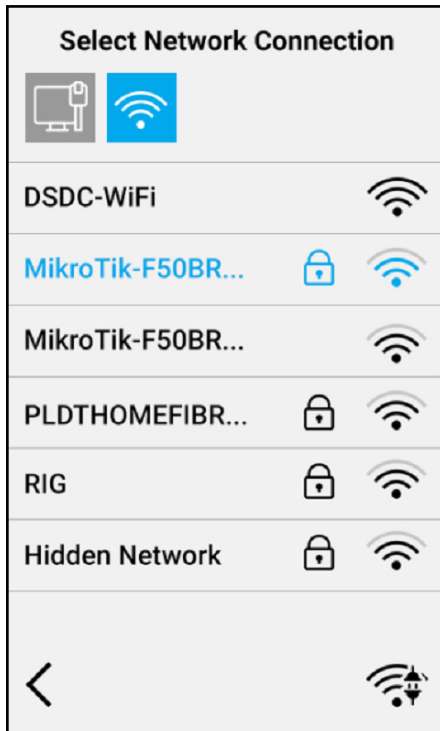 Select Network Connection
DSDC-WiFi
MikroTik-F50BR...
MikroTik-F50BR...
PLDTHOMEFIBR...
RIG
Hidden Network